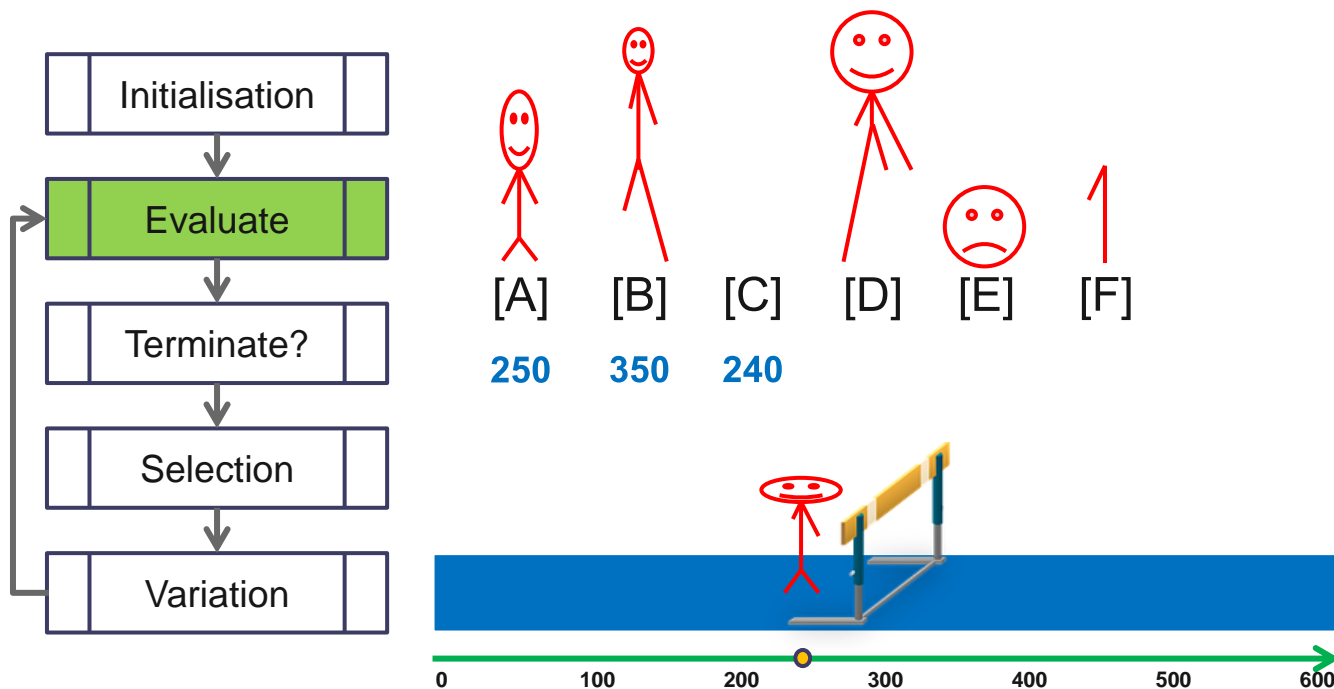 Initialisation
Evaluate
Terminate?
Selection
Variation
[A] [B] [C] [D] [E] [F]
250 350 240
0 100 200 300 400 500 600